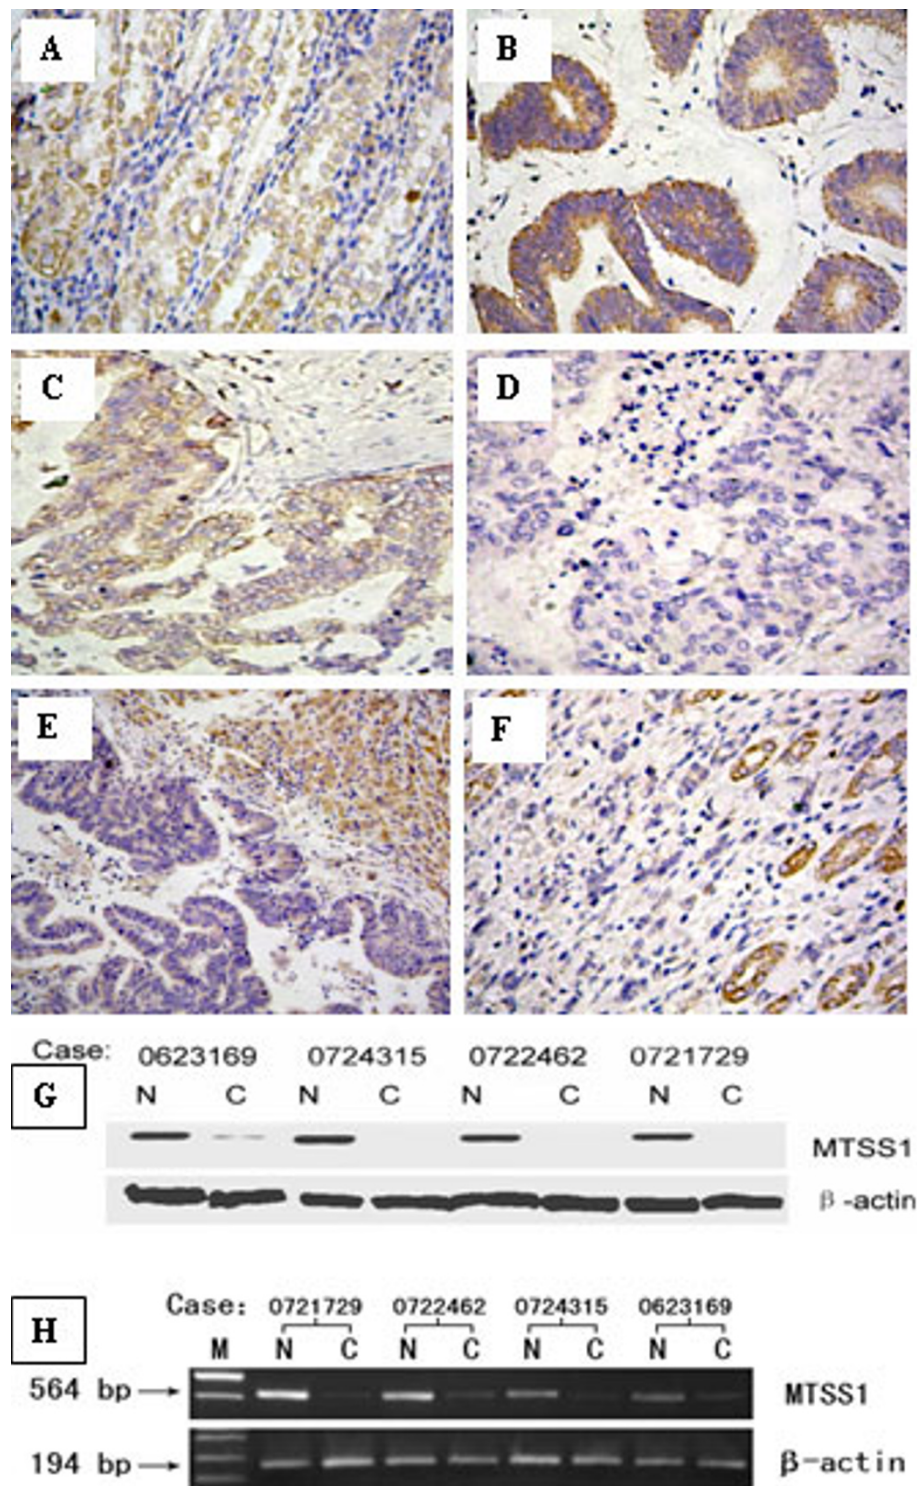 A
B
C
D
E
F
Case: 0623169 0724315 0722462 0721729
G N C N C N C N C
MTSS1
β-actin
Case: 0721729 0722462 0724315 0623169
H M N C N C N C N C
564 bp MTSS1
194 bp β-actin